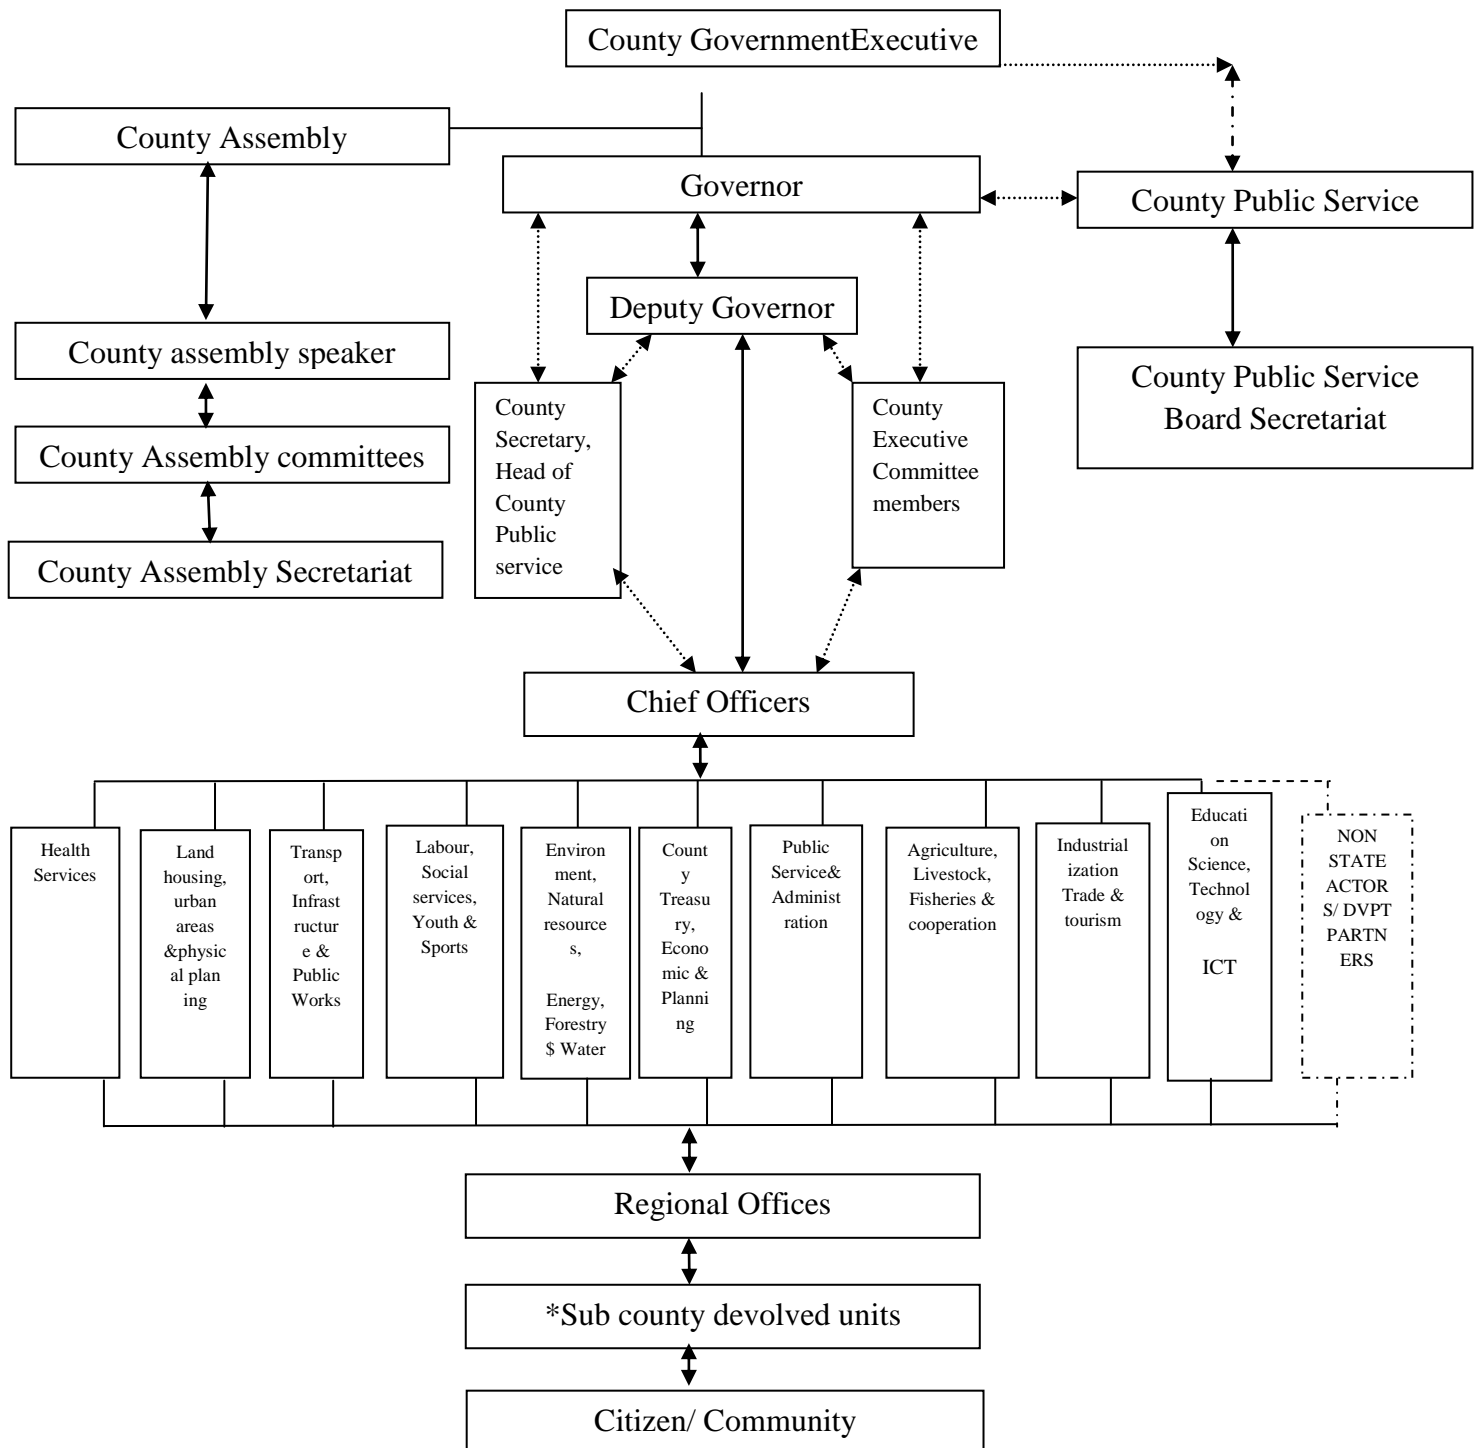 County GovernmentExecutive
County Assembly
Governor
County Public Service
Deputy Governor
County assembly speaker
County Public Service
Board Secretariat
County
Secretary,
Head of
County
Public
service
County
Executive
Committee
members
County Assembly committees
County Assembly Secretariat
Chief Officers
Health
Services
Land
housing,
urban
areas
&physic
al plan
ing
Transp
ort,
Infrast
ructur
e &
Public
Works
Labour,
Social
services,
Youth &
Sports
Environ
ment,
Natural
resource
s,
Energy,
Forestry
$ Water
Count
y
Treasu
ry,
Econo
mic &
Planni
ng
Public
Service&
Administ
ration
Agriculture,
Livestock,
Fisheries &
cooperation
Industrial
ization
Trade &
tourism
Educati
on
Science,
Technol
ogy &
ICT
NON
STATE
ACTOR
S/ DVPT
PARTN
ERS
Regional Offices
*Sub county devolved units
Citizen/ Community